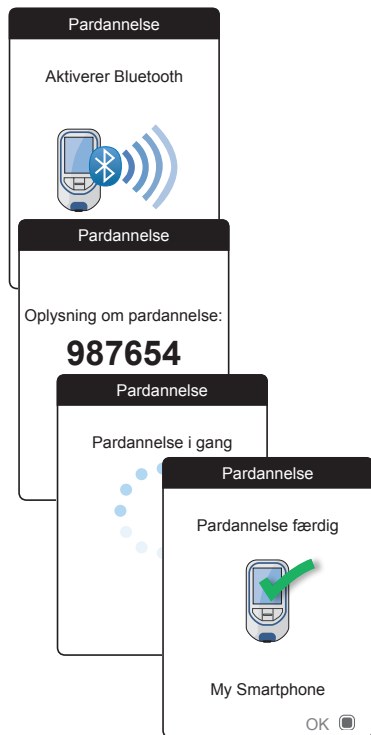 Pardannelse
Aktiverer Bluetooth
Pardannelse
Oplysning om pardannelse:
987654
Pardannelse
Pardannelse i gang
Pardannelse
Pardannelse færdig
My Smartphone
OK